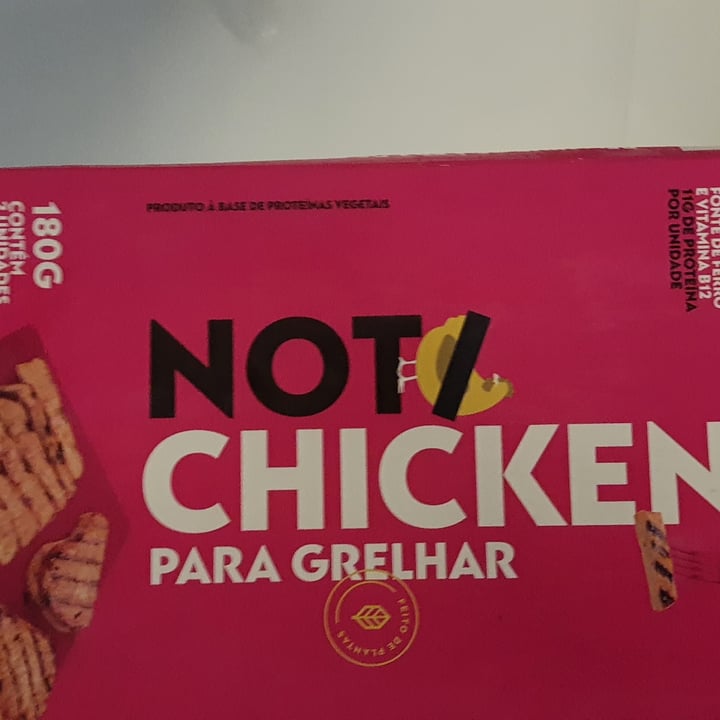 180G
CONTÉM
2 UNIDADES
PRODUTO À BASE DE PROTEÍNAS VEGETAIS
FONTE DE FERRO
E VITAMINA B12
11G DE PROTEÍNA
POR UNIDADE
NOT/
CHICKEN
PARA GRELHAR
FEITO DE PLANTAS